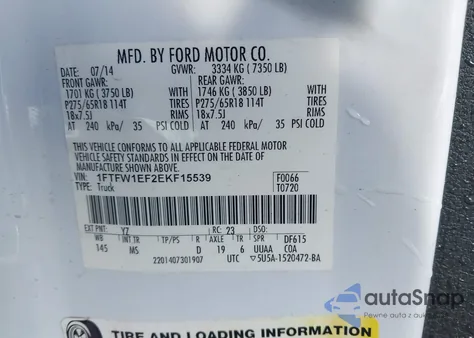 MFD. BY FORD MOTOR CO.
DATE: 07/14 GVWR: 3334 KG ( 7350 LB)
FRONT GAWR: REAR GAWR:
1701 KG ( 3750 LB) WITH 1746 KG ( 3850 LB) WITH
P275/65R18 114T TIRES P275/65R18 114T TIRES
18x7.5J RIMS 18x7.5J RIMS
AT 240 kPa/ 35 PSI COLD AT 240 kPa/ 35 PSI COLD
THIS VEHICLE CONFORMS TO ALL APPLICABLE FEDERAL MOTOR
VEHICLE SAFETY STANDARDS IN EFFECT ON THE DATE OF
MANUFACTURE SHOWN ABOVE.
VIN: 1FTFW1EF2EKF15539 F0066
TYPE: Truck T0720
EXT PNT: YZ RC: 23 DSO:
WB INT TR TP/PS R AXLE TR SPR DF615
145 MS D 19 6 UUAA COA
2201407301907 UTC 5U5A-1520472-BA
autoSnap
TIRE AND LOADING INFORMATION